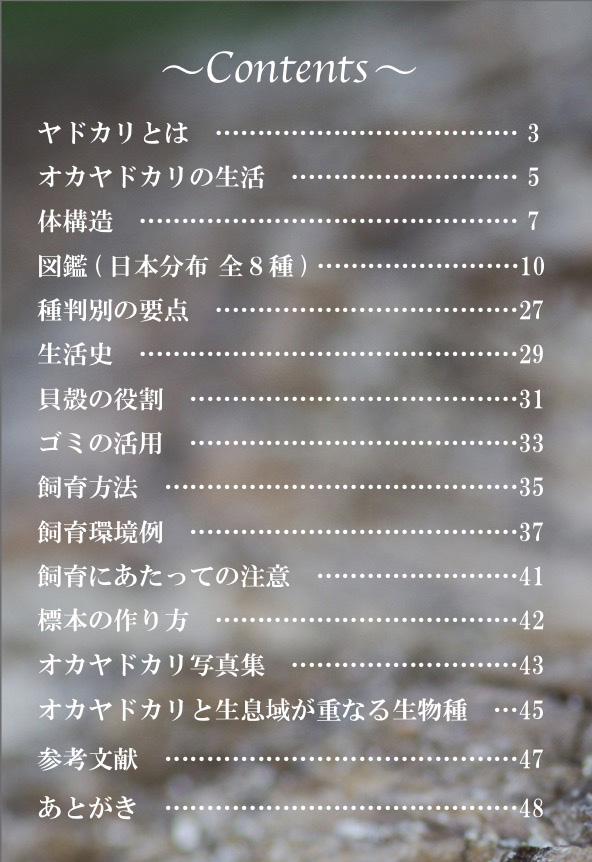 ～Contents～
ヤドカリとは ………………………………… 3
オカヤドカリの生活 ………………………… 5
体構造 ………………………………………… 7
図鑑(日本分布 全8種)……………………10
種判別の要点 …………………………………27
生活史 …………………………………………29
貝殻の役割 ……………………………………31
ゴミの活用 ……………………………………33
飼育方法 ………………………………………35
飼育環境例 ……………………………………37
飼育にあたっての注意 ………………………41
標本の作り方 …………………………………42
オカヤドカリ写真集 …………………………43
オカヤドカリと生息域が重なる生物種 …45
参考文献 ………………………………………47
あとがき ………………………………………48